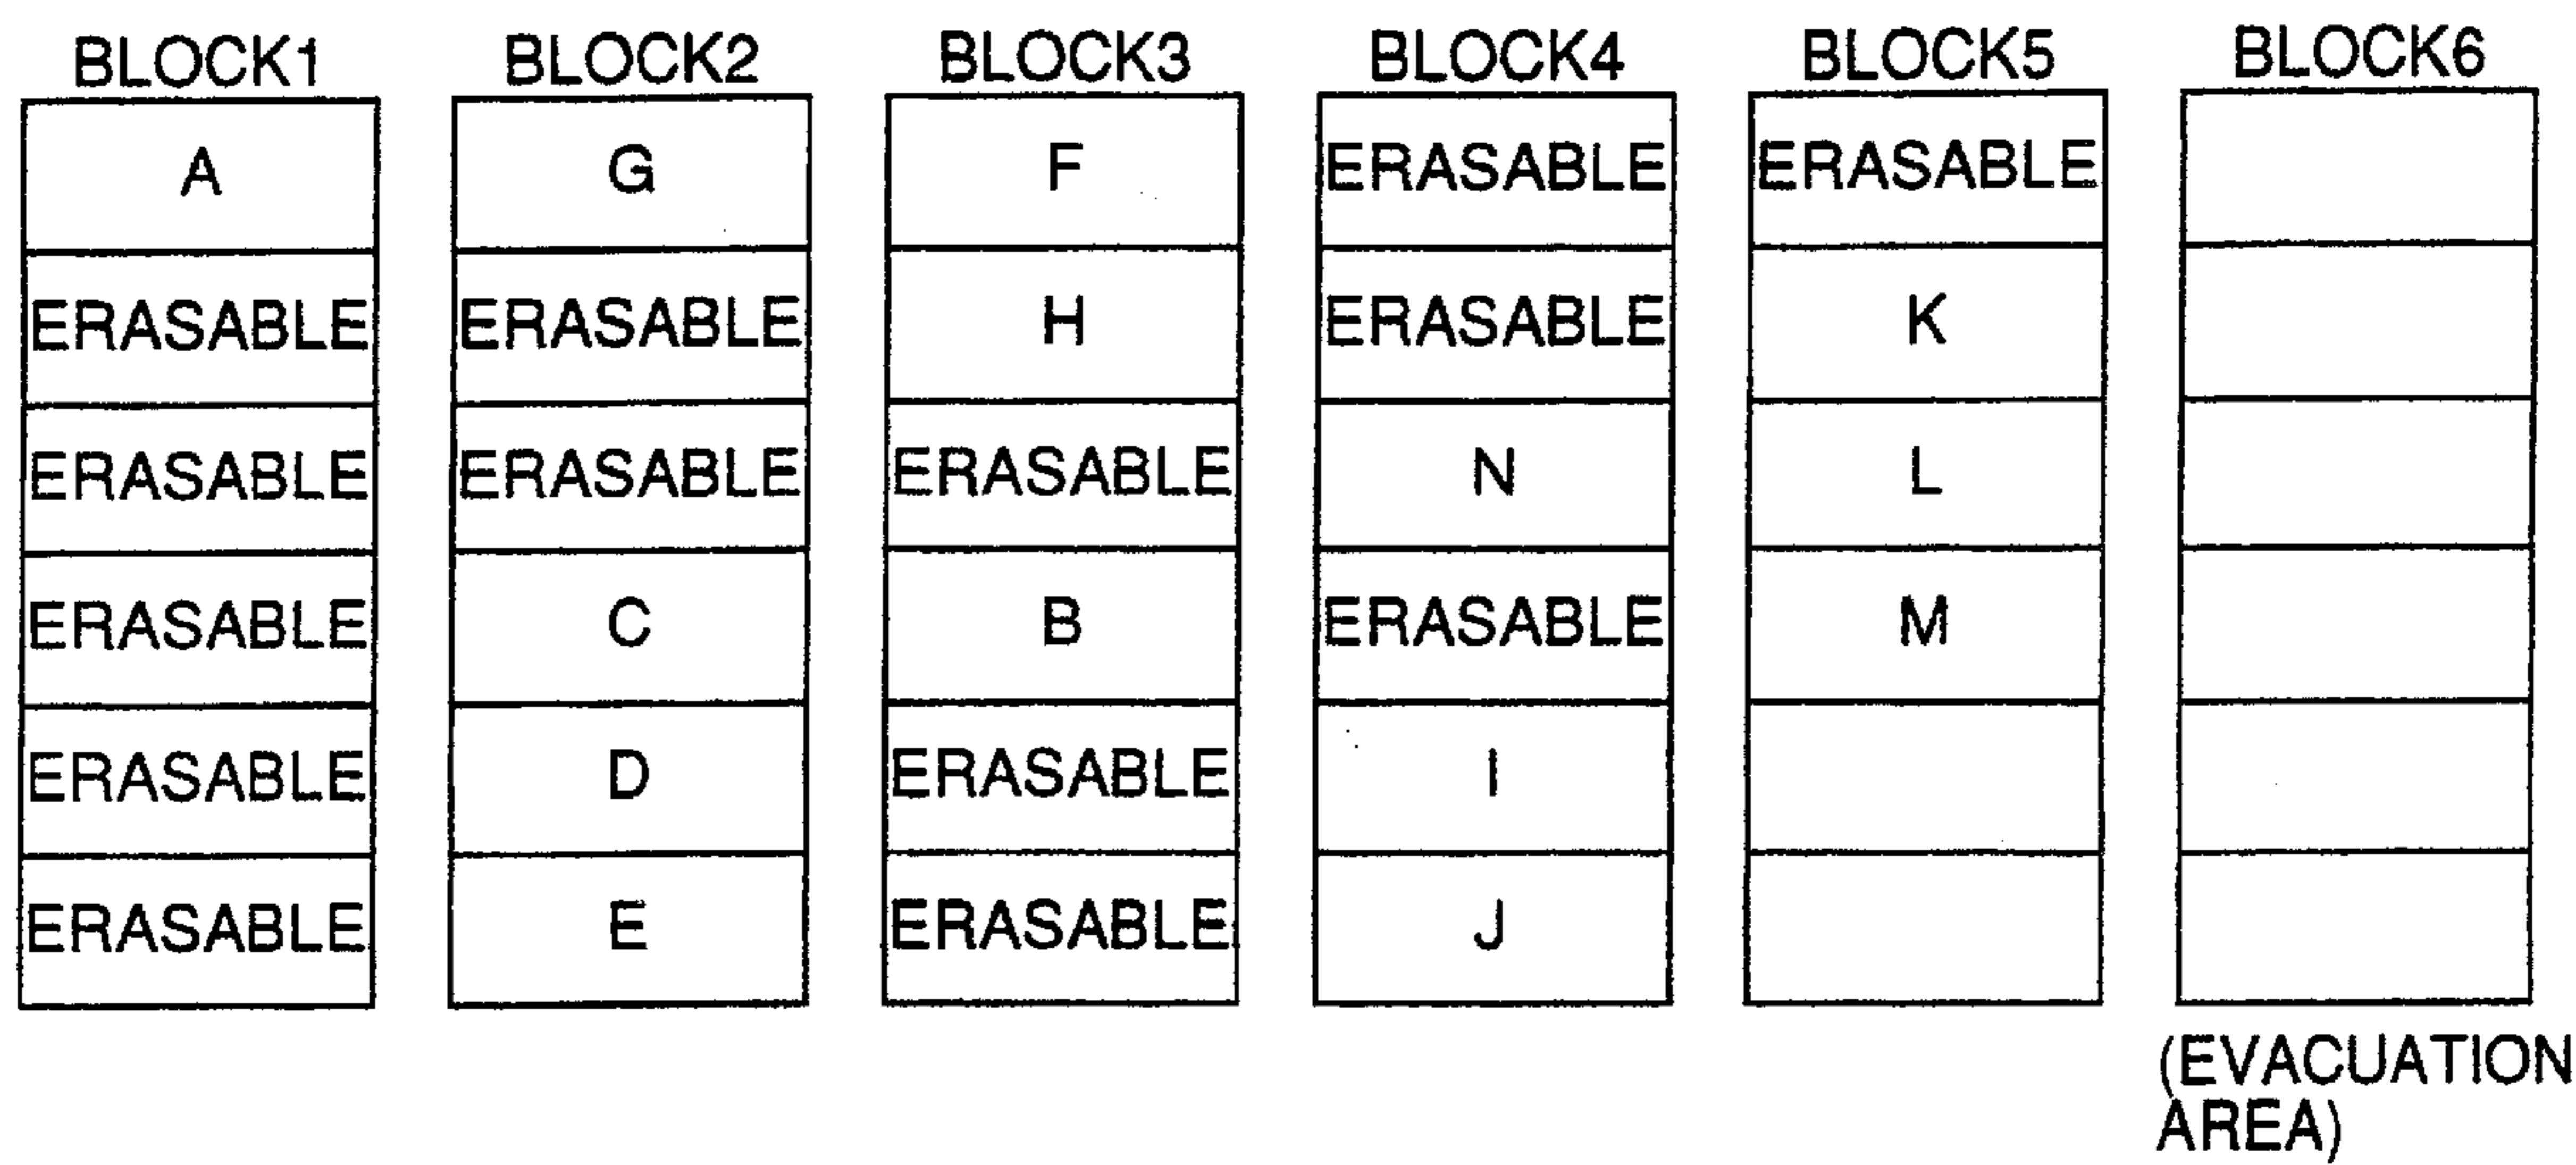 BLOCK1 BLOCK2 BLOCK3 BLOCK4 BLOCK5 BLOCK6
A G F ERASABLE ERASABLE
ERASABLE ERASABLE H ERASABLE K
ERASABLE ERASABLE ERASABLE N L
ERASABLE C B ERASABLE M
ERASABLE D ERASABLE I
ERASABLE E ERASABLE J
(EVACUATION
AREA)